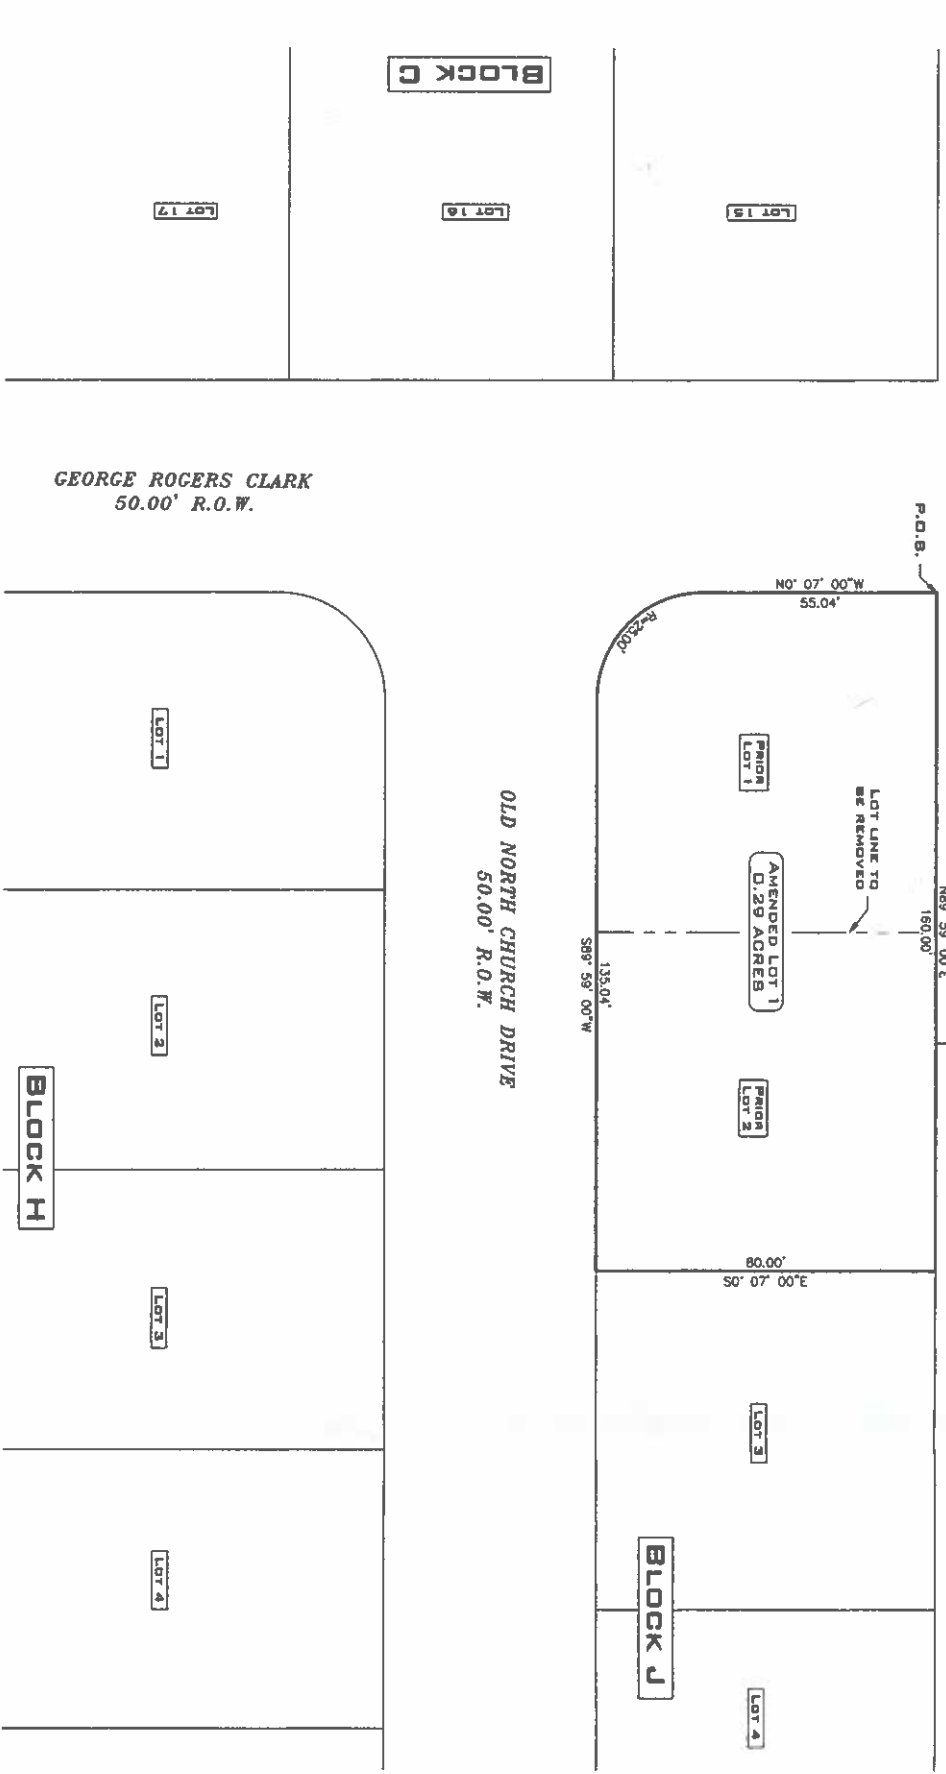 BLOCK C
LOT 17
LOT 16
LOT 15
GEORGE ROGERS CLARK
50.00' R.O.W.
P.O.B.
N0° 07' 00"W
55.04'
R=25.00'
PRIOR
LOT 1
LOT LINE TO
BE REMOVED
N89° 59' 00"E
160.00'
AMENDED LOT 1
0.29 ACRES
135.04'
S89° 59' 00"W
OLD NORTH CHURCH DRIVE
50.00' R.O.W.
PRIOR
LOT 2
80.00'
S0° 07' 00"E
LOT 1
LOT 2
BLOCK H
LOT 3
LOT 4
LOT 3
BLOCK J
LOT 4